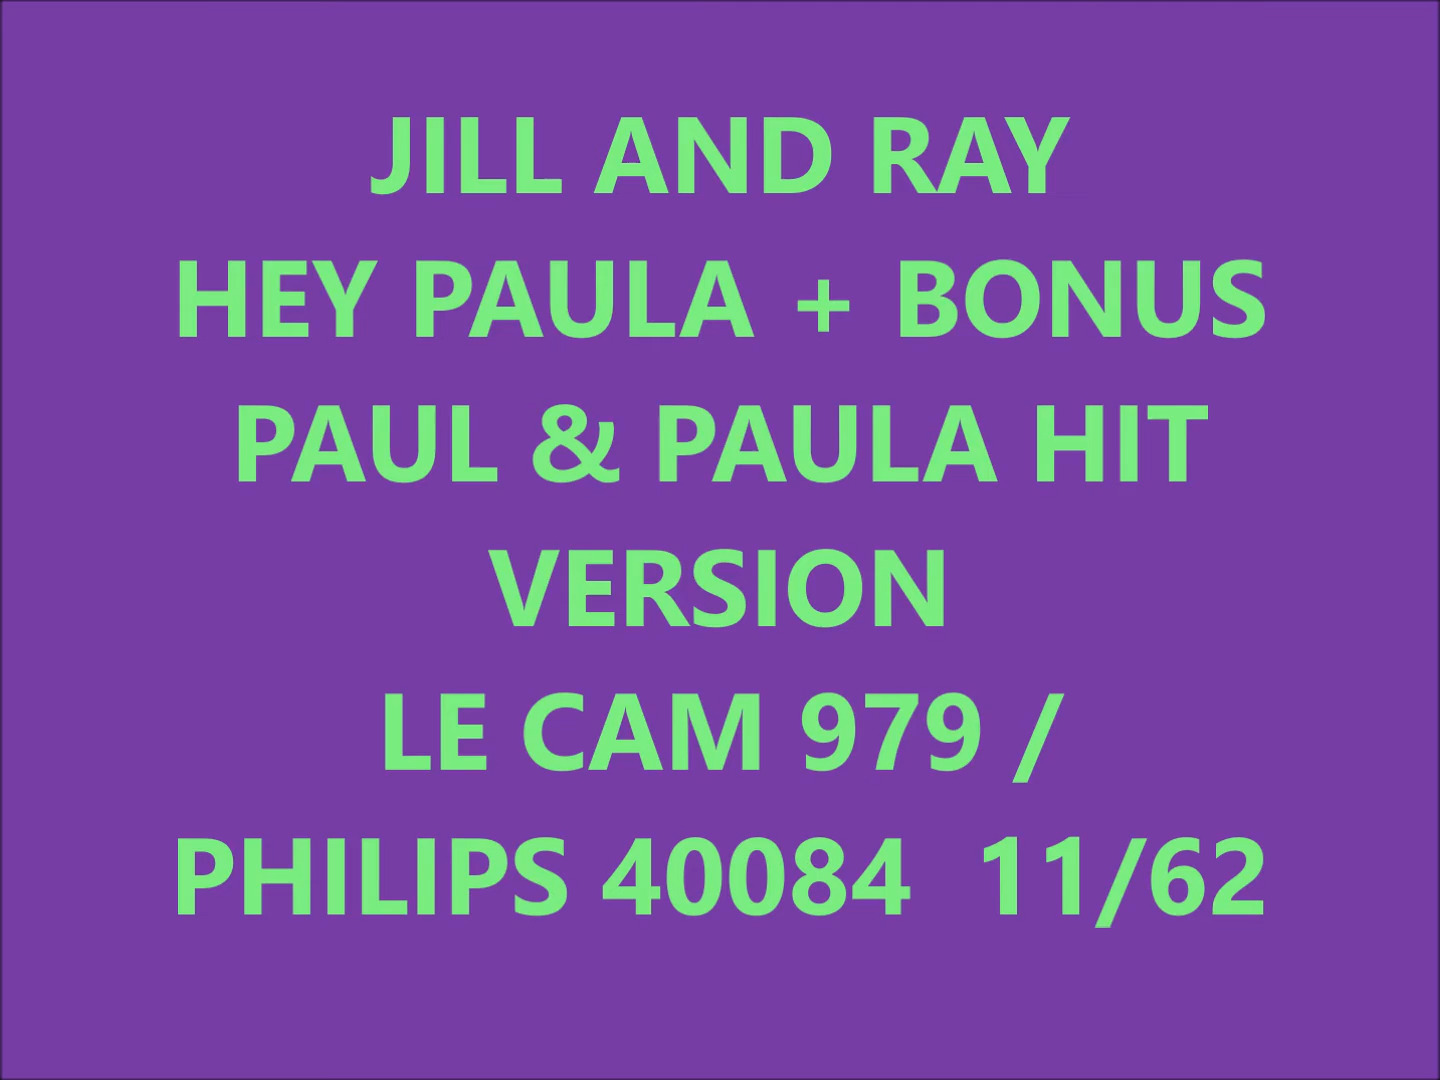 JILL AND RAY
HEY PAULA + BONUS
PAUL & PAULA HIT
VERSION
LE CAM 979 /
PHILIPS 40084  11/62